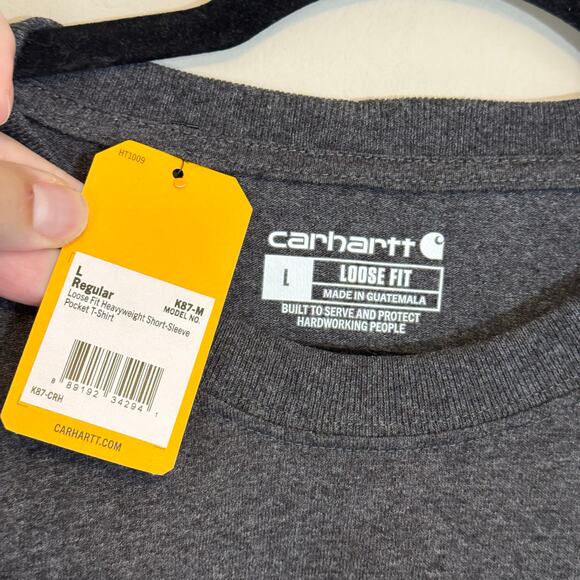 HT1009
L
Regular
K87-M
MODEL NO.
Loose Fit Heavyweight Short-Sleeve
Pocket T-Shirt
8 89192 34294 1
K87-CRH
CARHARTT.COM
carhartt
L LOOSE FIT
MADE IN GUATEMALA
BUILT TO SERVE AND PROTECT
HARDWORKING PEOPLE